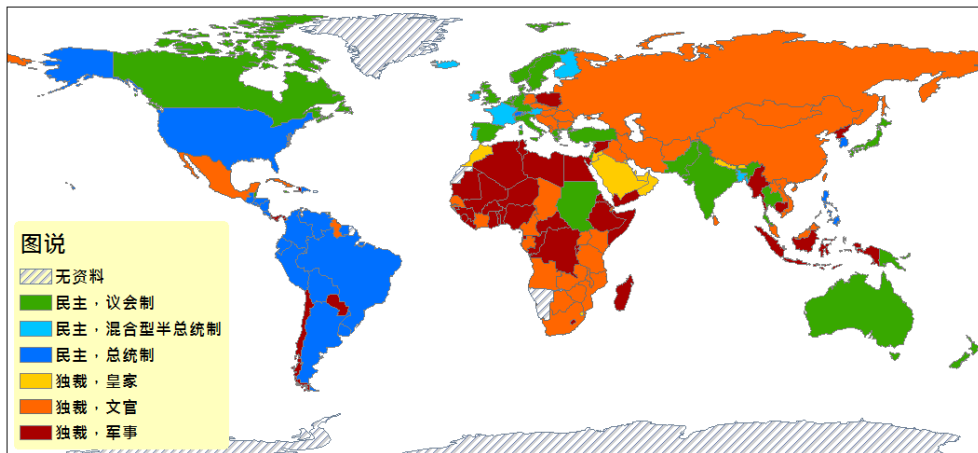 图说
无资料
民主，议会制
民主，混合型半总统制
民主，总统制
独裁，皇家
独裁，文官
独裁，军事